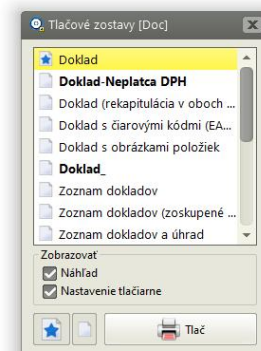 Tlačové zostavy [Doc]
Doklad
Doklad-Neplatca DPH
Doklad (rekapitulácia v oboch ...
Doklad s čiarovými kódmi (EA...
Doklad s obrázkami položiek
Doklad_
Zoznam dokladov
Zoznam dokladov (zoskupené ...
Zoznam dokladov a úhrad
Zobrazovať
Náhľad
Nastavenie tlačiarne
Tlač